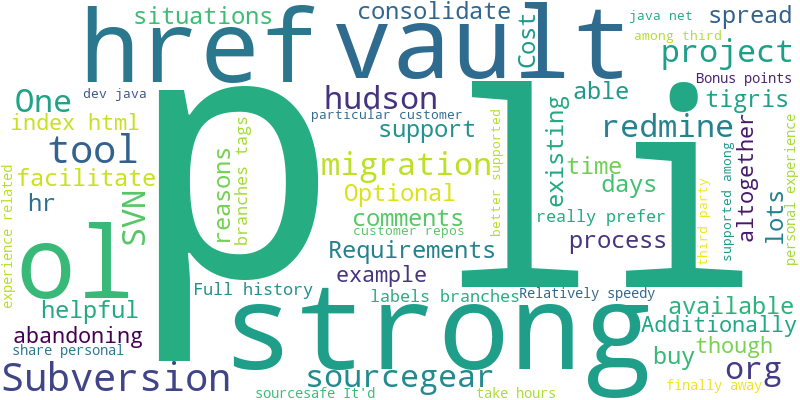 situations
consolidate
java net
spread
among third
href
vault
Cost
project
Bonus points
dev java
One
hudson
able
tigris
index html
particular customer
support
existing
redmine
tool
reasons
branches tags
migration
time
facilitate
Optional
days
better supported
altogether
lots
personal experience
hr
SVN
comments
really prefer
customer repos
process
Requirements
third party
supported among
experience related
p
li
ol
example
Full history
labels branches
Relatively speedy
helpful
available
strong
Additionally
abandoning
though
share personal
buy
org
Subversion
sourcegear
sourcesafe It'd
take hours
finally away